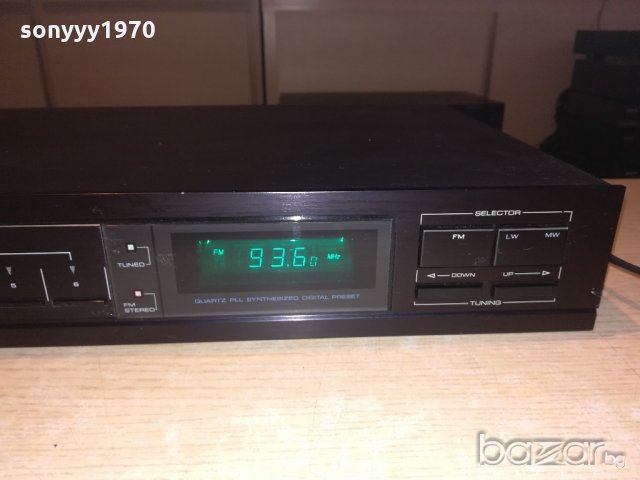 sonyyy1970
SELECTOR
FM LW MW
TUNED
FM 93.60 MHz
5 6
DOWN UP
FM STEREO
QUARTZ PLL SYNTHESIZED DIGITAL PRESET
TUNING
bazar.bg